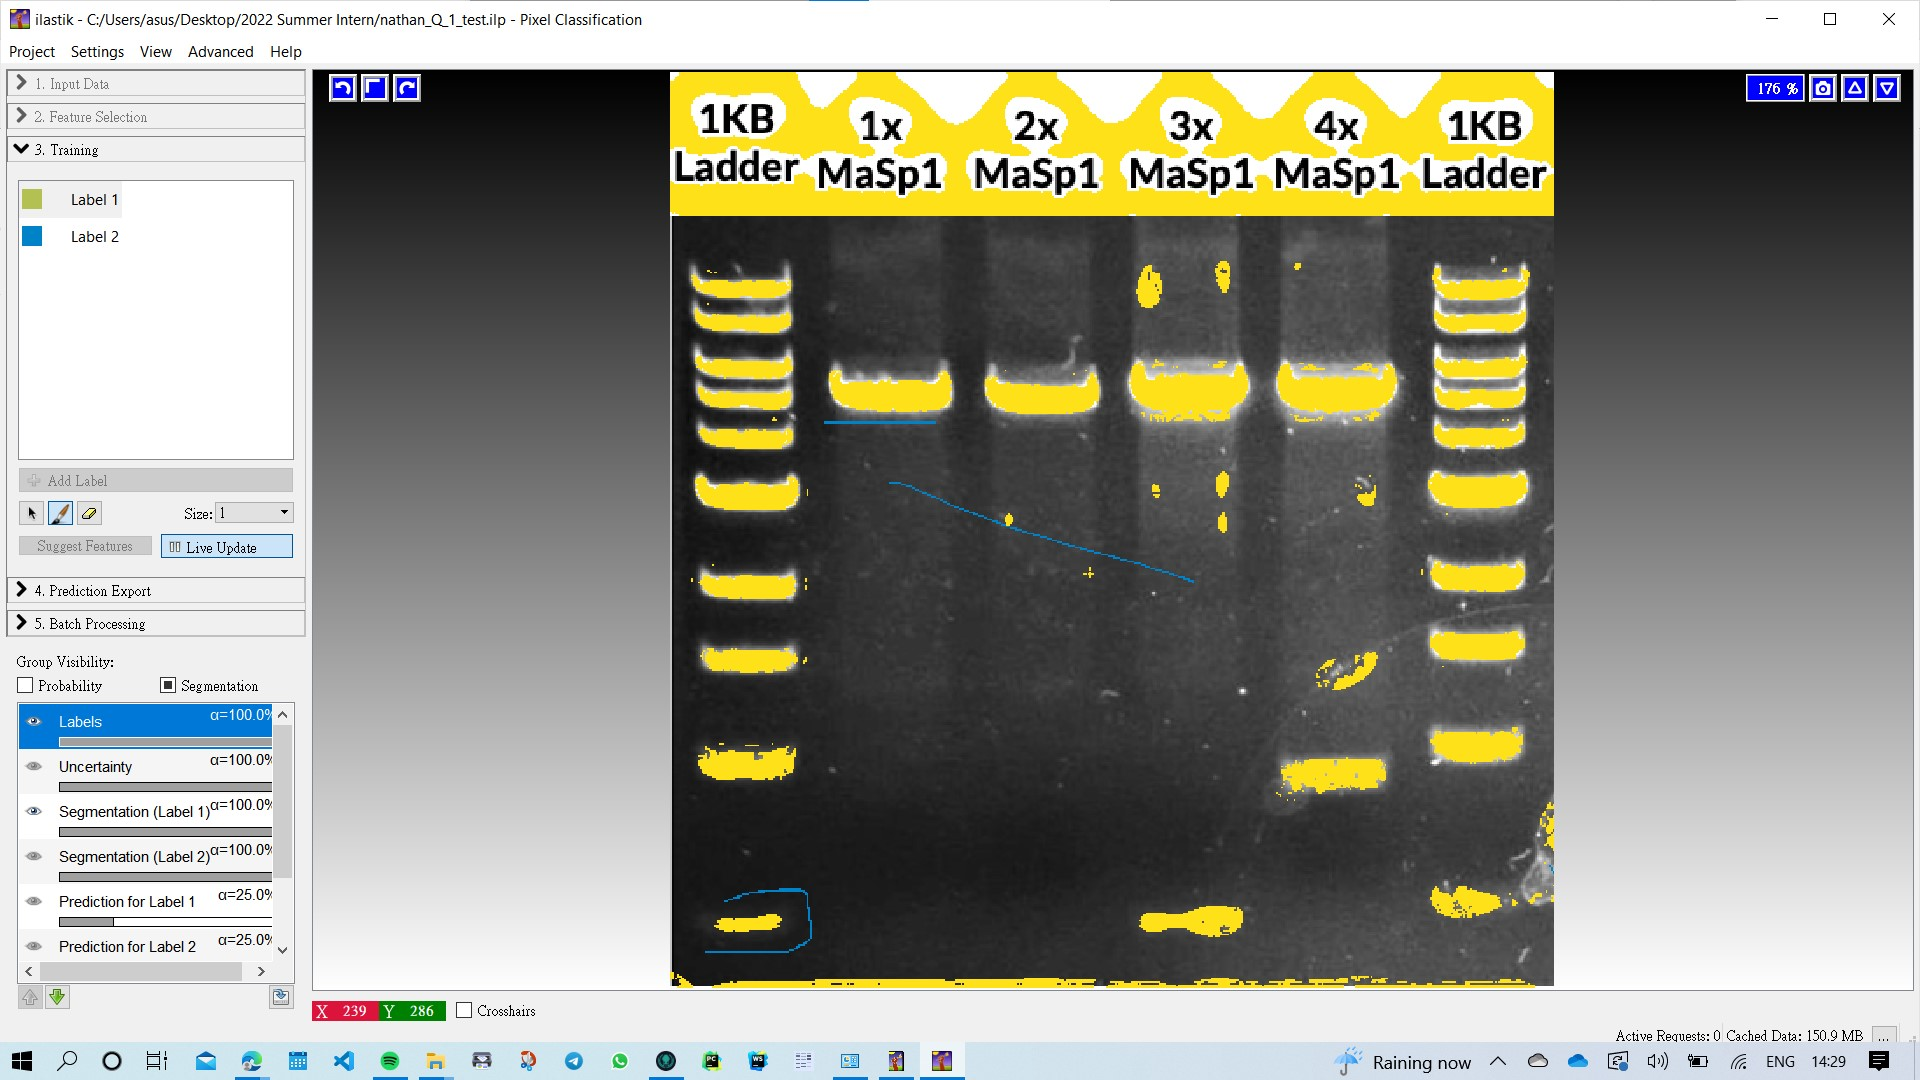 ilastik - C:/Users/asus/Desktop/2022 Summer Intern/nathan_Q_1_test.ilp - Pixel Classification
Project Settings View Advanced Help
1. Input Data
2. Feature Selection
3. Training
Label 1
Label 2
Add Label
Size: 1
Suggest Features Live Update
4. Prediction Export
5. Batch Processing
Group Visibility:
Probability Segmentation
Labels α=100.0%
Uncertainty α=100.0%
Segmentation (Label 1) α=100.0%
Segmentation (Label 2) α=100.0%
Prediction for Label 1 α=25.0%
Prediction for Label 2 α=25.0%
176 %
1KB Ladder
1x MaSp1
2x MaSp1
3x MaSp1
4x MaSp1
1KB Ladder
X 239 Y 286 Crosshairs
Active Requests: 0 Cached Data: 150.9 MB ...
Raining now ENG 14:29